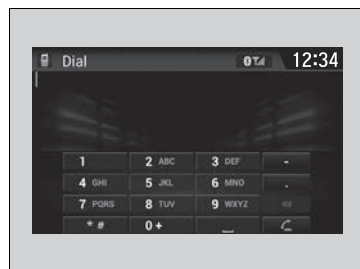 Dial 12:34
1 2 ABC 3 DEF -
4 GHI 5 JKL 6 MNO .
7 PQRS 8 TUV 9 WXYZ
* # 0 +